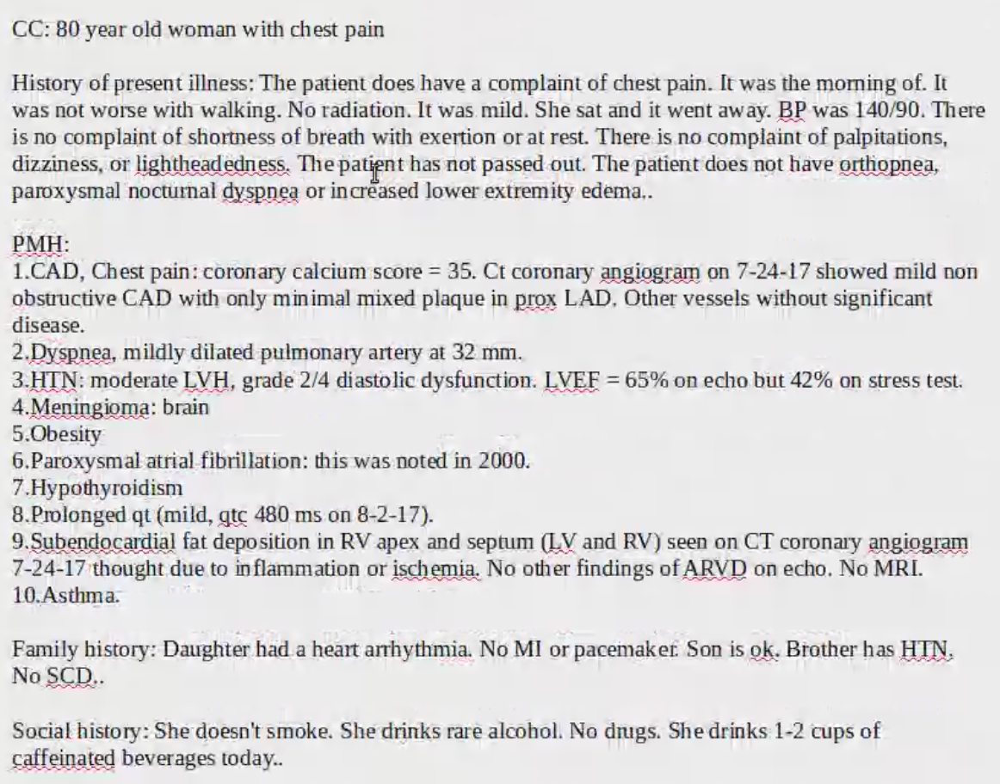 CC: 80 year old woman with chest pain
History of present illness: The patient does have a complaint of chest pain. It was the morning of. It
was not worse with walking. No radiation. It was mild. She sat and it went away. BP was 140/90. There
is no complaint of shortness of breath with exertion or at rest. There is no complaint of palpitations,
dizziness, or lightheadedness. The patient has not passed out. The patient does not have orthopnea,
paroxysmal nocturnal dyspnea or increased lower extremity edema..
PMH:
1.CAD, Chest pain: coronary calcium score = 35. Ct coronary angiogram on 7-24-17 showed mild non
obstructive CAD with only minimal mixed plaque in prox LAD. Other vessels without significant
disease.
2.Dyspnea, mildly dilated pulmonary artery at 32 mm.
3.HTN: moderate LVH, grade 2/4 diastolic dysfunction. LVEF = 65% on echo but 42% on stress test.
4.Meningioma: brain
5.Obesity
6.Paroxysmal atrial fibrillation: this was noted in 2000.
7.Hypothyroidism
8.Prolonged qt (mild, qtc 480 ms on 8-2-17).
9.Subendocardial fat deposition in RV apex and septum (LV and RV) seen on CT coronary angiogram
7-24-17 thought due to inflammation or ischemia. No other findings of ARVD on echo. No MRI.
10.Asthma.
Family history: Daughter had a heart arrhythmia. No MI or pacemaker. Son is ok. Brother has HTN.
No SCD..
Social history: She doesn't smoke. She drinks rare alcohol. No drugs. She drinks 1-2 cups of
caffeinated beverages today..